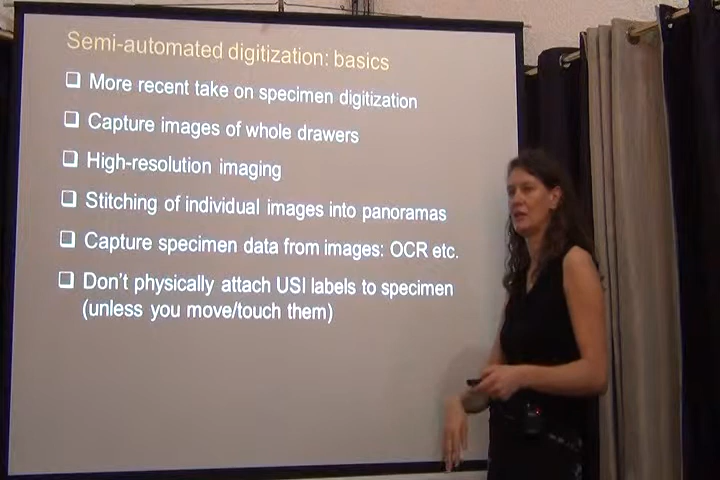 Semi-automated digitization: basics
❑ More recent take on specimen digitization
❑ Capture images of whole drawers
❑ High-resolution imaging
❑ Stitching of individual images into panoramas
❑ Capture specimen data from images: OCR etc.
❑ Don't physically attach USI labels to specimen
(unless you move/touch them)